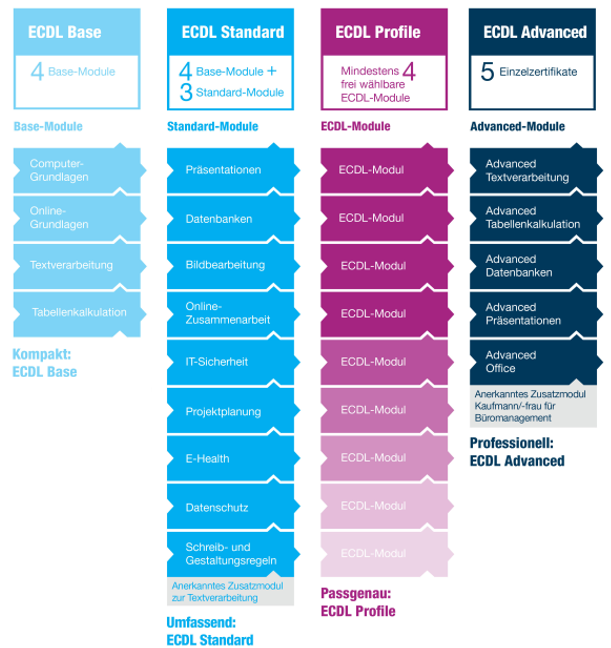 ECDL Base
4 Base-Module
Base-Module
Computer-
Grundlagen
Online-
Grundlagen
Textverarbeitung
Tabellenkalkulation
Kompakt:
ECDL Base
ECDL Standard
4 Base-Module +
3 Standard-Module
Standard-Module
Präsentationen
Datenbanken
Bildbearbeitung
Online-
Zusammenarbeit
IT-Sicherheit
Projektplanung
E-Health
Datenschutz
Schreib- und
Gestaltungsregeln
Anerkanntes Zusatzmodul
zur Textverarbeitung
Umfassend:
ECDL Standard
ECDL Profile
Mindestens 4
frei wählbare
ECDL-Module
ECDL-Module
ECDL-Modul
ECDL-Modul
ECDL-Modul
ECDL-Modul
ECDL-Modul
ECDL-Modul
ECDL-Modul
ECDL-Modul
ECDL-Modul
Passgenau:
ECDL Profile
ECDL Advanced
5 Einzelzertifikate
Advanced-Module
Advanced
Textverarbeitung
Advanced
Tabellenkalkulation
Advanced
Datenbanken
Advanced
Präsentationen
Advanced
Office
Anerkanntes Zusatzmodul
Kaufmann/-frau für
Büromanagement
Professionell:
ECDL Advanced